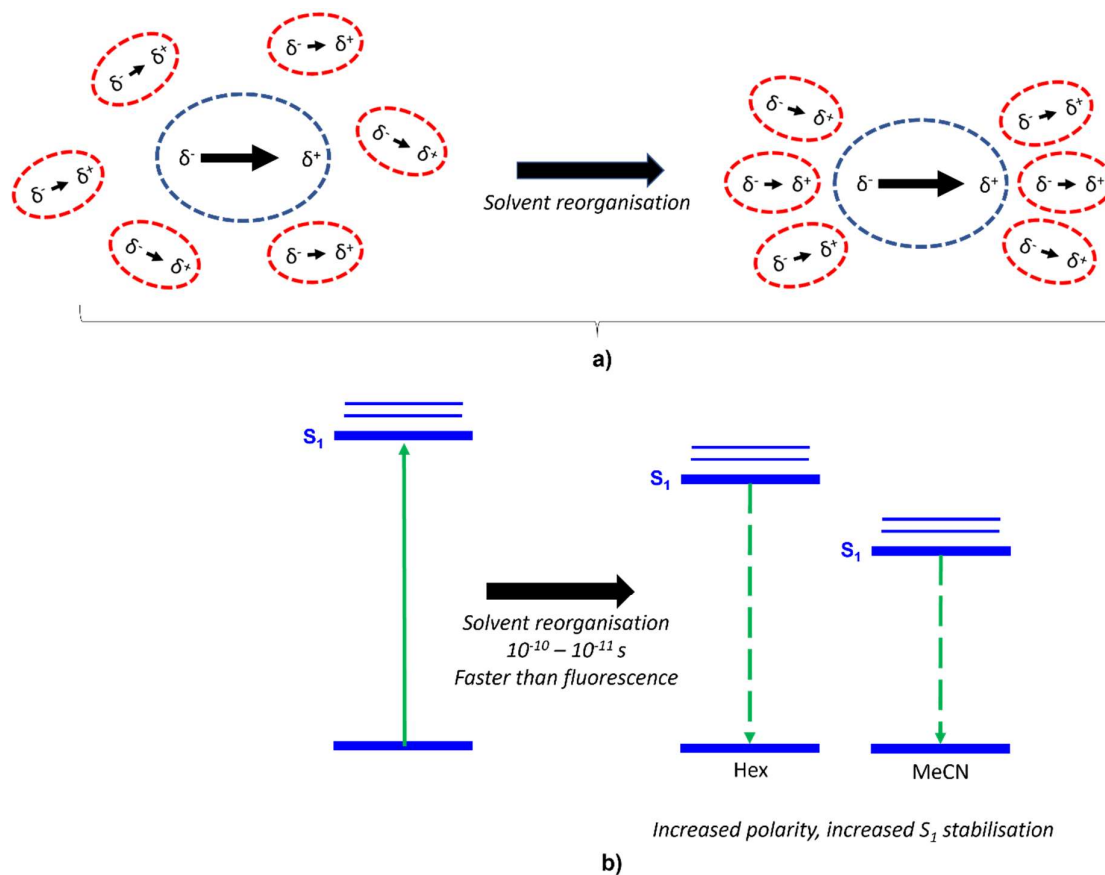 δ- δ+
δ- δ+
δ- δ+
δ- δ+
δ- δ+
δ- δ+
δ- δ+
Solvent reorganisation
δ- δ+
δ- δ+
δ- δ+
δ- δ+
δ- δ+
δ- δ+
δ- δ+
a)
S₁
Solvent reorganisation
10⁻¹⁰ – 10⁻¹¹ s
Faster than fluorescence
S₁
S₁
Hex
MeCN
Increased polarity, increased S₁ stabilisation
b)